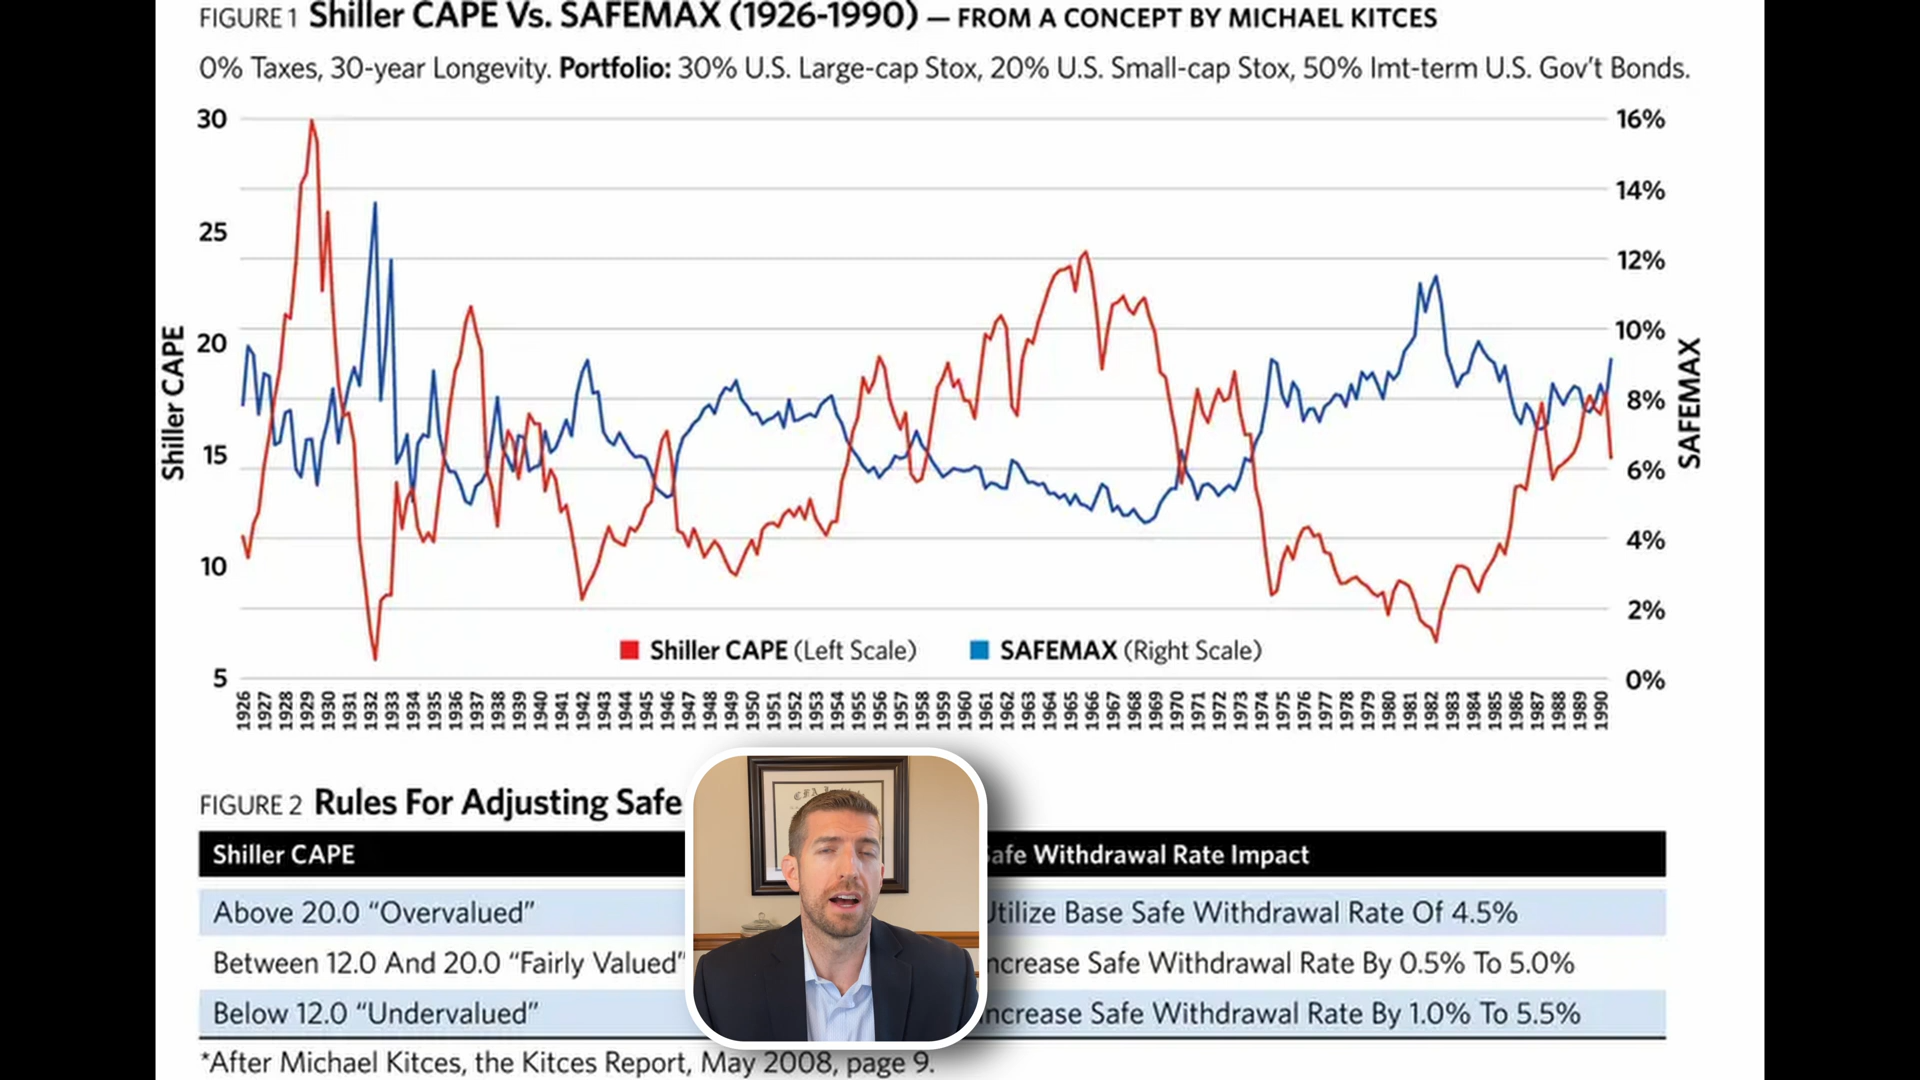 FIGURE 1 Shiller CAPE Vs. SAFEMAX (1926-1990) — FROM A CONCEPT BY MICHAEL KITCES
0% Taxes, 30-year Longevity. Portfolio: 30% U.S. Large-cap Stox, 20% U.S. Small-cap Stox, 50% Imt-term U.S. Gov't Bonds.
30
25
20
15
10
5
Shiller CAPE
16%
14%
12%
10%
8%
6%
4%
2%
0%
SAFEMAX
Shiller CAPE (Left Scale)
SAFEMAX (Right Scale)
1926 1927 1928 1929 1930 1931 1932 1933 1934 1935 1936 1937 1938 1939 1940 1941 1942 1943 1944 1945 1946 1947 1948 1949 1950 1951 1952 1953 1954 1955 1956 1957 1958 1959 1960 1961 1962 1963 1964 1965 1966 1967 1968 1969 1970 1971 1972 1973 1974 1975 1976 1977 1978 1979 1980 1981 1982 1983 1984 1985 1986 1987 1988 1989 1990
FIGURE 2 Rules For Adjusting Safe
Shiller CAPE
afe Withdrawal Rate Impact
Above 20.0 “Overvalued”
Utilize Base Safe Withdrawal Rate Of 4.5%
Between 12.0 And 20.0 “Fairly Valued”
ncrease Safe Withdrawal Rate By 0.5% To 5.0%
Below 12.0 “Undervalued”
ncrease Safe Withdrawal Rate By 1.0% To 5.5%
*After Michael Kitces, the Kitces Report, May 2008, page 9.